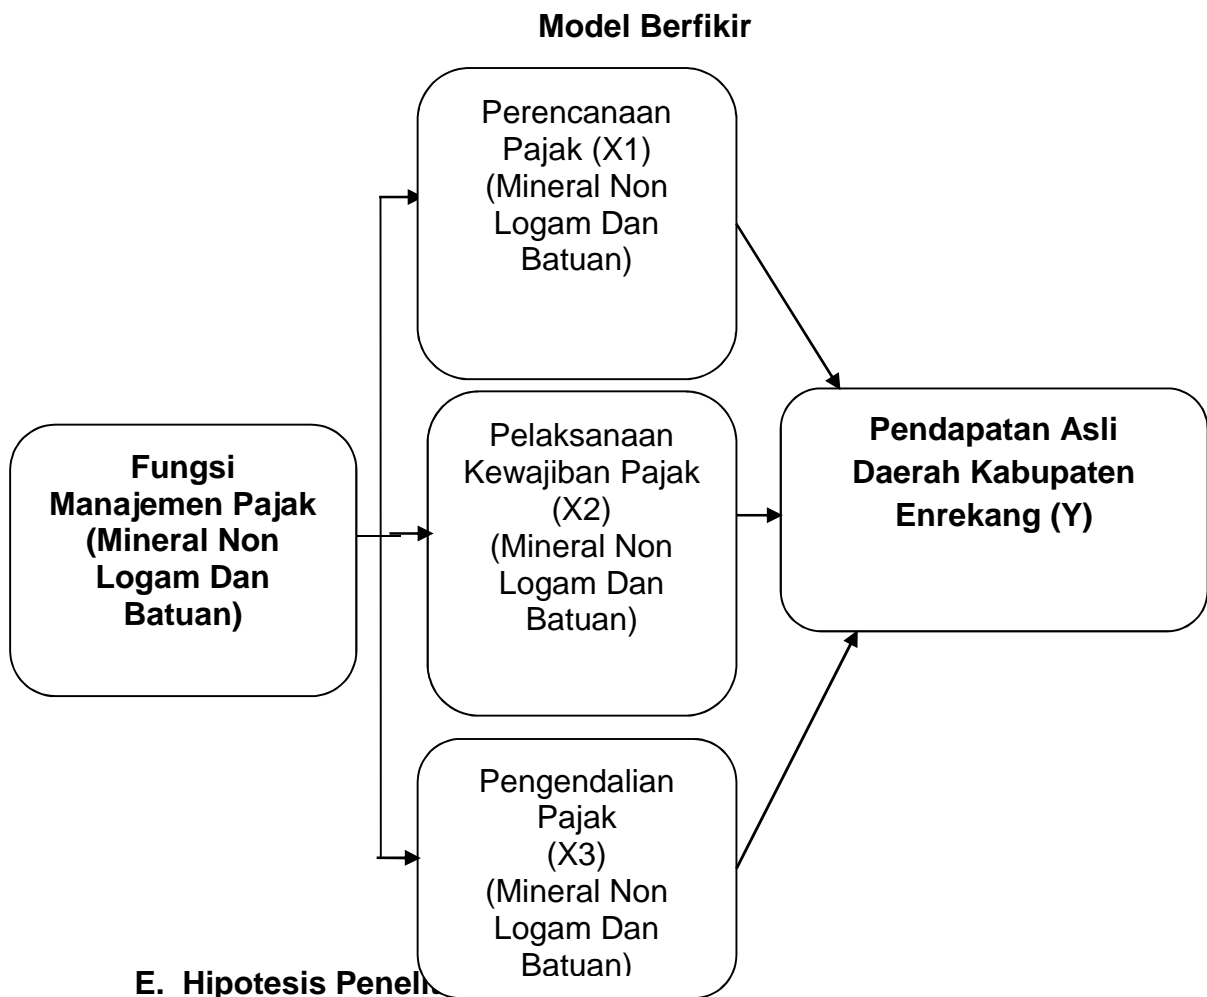 Model Berfikir
Perencanaan
Pajak (X1)
(Mineral Non
Logam Dan
Batuan)
Fungsi
Manajemen Pajak
(Mineral Non
Logam Dan
Batuan)
Pelaksanaan
Kewajiban Pajak
(X2)
(Mineral Non
Logam Dan
Batuan)
Pendapatan Asli
Daerah Kabupaten
Enrekang (Y)
Pengendalian
Pajak
(X3)
(Mineral Non
Logam Dan
Batuan)
E. Hipotesis